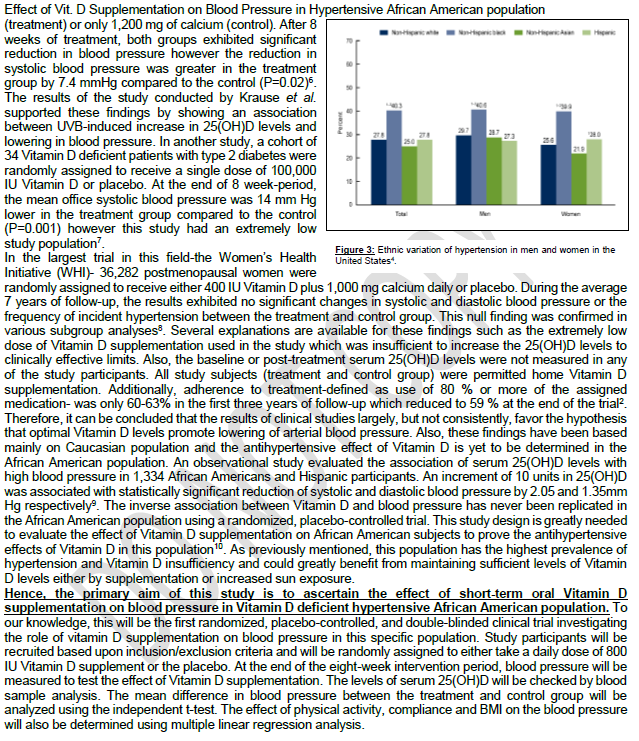 Effect of Vit. D Supplementation on Blood Pressure in Hypertensive African American population
(treatment) or only 1,200 mg of calcium (control). After 8
weeks of treatment, both groups exhibited significant
reduction in blood pressure however the reduction in
systolic blood pressure was greater in the treatment
group by 7.4 mmHg compared to the control (P=0.02)⁶.
The results of the study conducted by Krause et al.
supported these findings by showing an association
between UVB-induced increase in 25(OH)D levels and
lowering in blood pressure. In another study, a cohort of
34 Vitamin D deficient patients with type 2 diabetes were
randomly assigned to receive a single dose of 100,000
IU Vitamin D or placebo. At the end of 8 week-period,
the mean office systolic blood pressure was 14 mm Hg
lower in the treatment group compared to the control
(P=0.001) however this study had an extremely low
study population⁷.
In the largest trial in this field-the Women's Health
Initiative (WHI)- 36,282 postmenopausal women were
Non-Hispanic white Non-Hispanic black Non-Hispanic Asian Hispanic
Percent
70
60
50
40
30
20
10
0
27.8 40.3 25.0 27.8
29.7 40.6 28.7 27.3
25.6 39.9 21.9 28.0
Total Men Women
Figure 3: Ethnic variation of hypertension in men and women in the
United States⁴.
randomly assigned to receive either 400 IU Vitamin D plus 1,000 mg calcium daily or placebo. During the average
7 years of follow-up, the results exhibited no significant changes in systolic and diastolic blood pressure or the
frequency of incident hypertension between the treatment and control group. This null finding was confirmed in
various subgroup analyses⁸. Several explanations are available for these findings such as the extremely low
dose of Vitamin D supplementation used in the study which was insufficient to increase the 25(OH)D levels to
clinically effective limits. Also, the baseline or post-treatment serum 25(OH)D levels were not measured in any
of the study participants. All study subjects (treatment and control group) were permitted home Vitamin D
supplementation. Additionally, adherence to treatment-defined as use of 80 % or more of the assigned
medication- was only 60-63% in the first three years of follow-up which reduced to 59 % at the end of the trial².
Therefore, it can be concluded that the results of clinical studies largely, but not consistently, favor the hypothesis
that optimal Vitamin D levels promote lowering of arterial blood pressure. Also, these findings have been based
mainly on Caucasian population and the antihypertensive effect of Vitamin D is yet to be determined in the
African American population. An observational study evaluated the association of serum 25(OH)D levels with
high blood pressure in 1,334 African Americans and Hispanic participants. An increment of 10 units in 25(OH)D
was associated with statistically significant reduction of systolic and diastolic blood pressure by 2.05 and 1.35mm
Hg respectively⁹. The inverse association between Vitamin D and blood pressure has never been replicated in
the African American population using a randomized, placebo-controlled trial. This study design is greatly needed
to evaluate the effect of Vitamin D supplementation on African American subjects to prove the antihypertensive
effects of Vitamin D in this population¹⁰. As previously mentioned, this population has the highest prevalence of
hypertension and Vitamin D insufficiency and could greatly benefit from maintaining sufficient levels of Vitamin
D levels either by supplementation or increased sun exposure.
Hence, the primary aim of this study is to ascertain the effect of short-term oral Vitamin D
supplementation on blood pressure in Vitamin D deficient hypertensive African American population. To
our knowledge, this will be the first randomized, placebo-controlled, and double-blinded clinical trial investigating
the role of vitamin D supplementation on blood pressure in this specific population. Study participants will be
recruited based upon inclusion/exclusion criteria and will be randomly assigned to either take a daily dose of 800
IU Vitamin D supplement or the placebo. At the end of the eight-week intervention period, blood pressure will be
measured to test the effect of Vitamin D supplementation. The levels of serum 25(OH)D will be checked by blood
sample analysis. The mean difference in blood pressure between the treatment and control group will be
analyzed using the independent t-test. The effect of physical activity, compliance and BMI on the blood pressure
will also be determined using multiple linear regression analysis.